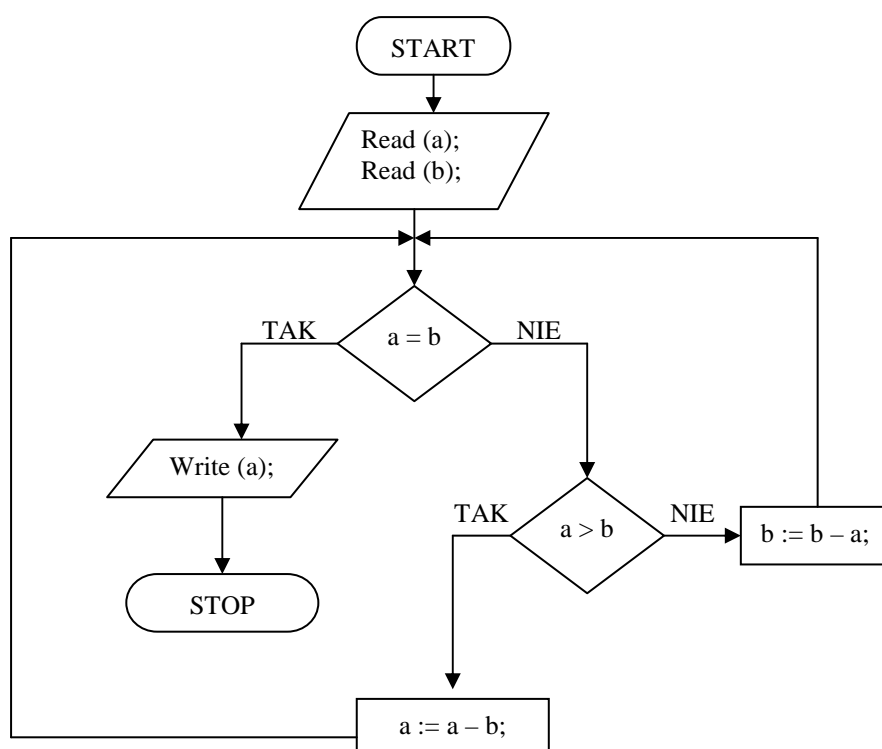 START
Read (a);
Read (b);
TAK
a = b
NIE
Write (a);
TAK
a > b
NIE
b := b – a;
STOP
a := a – b;